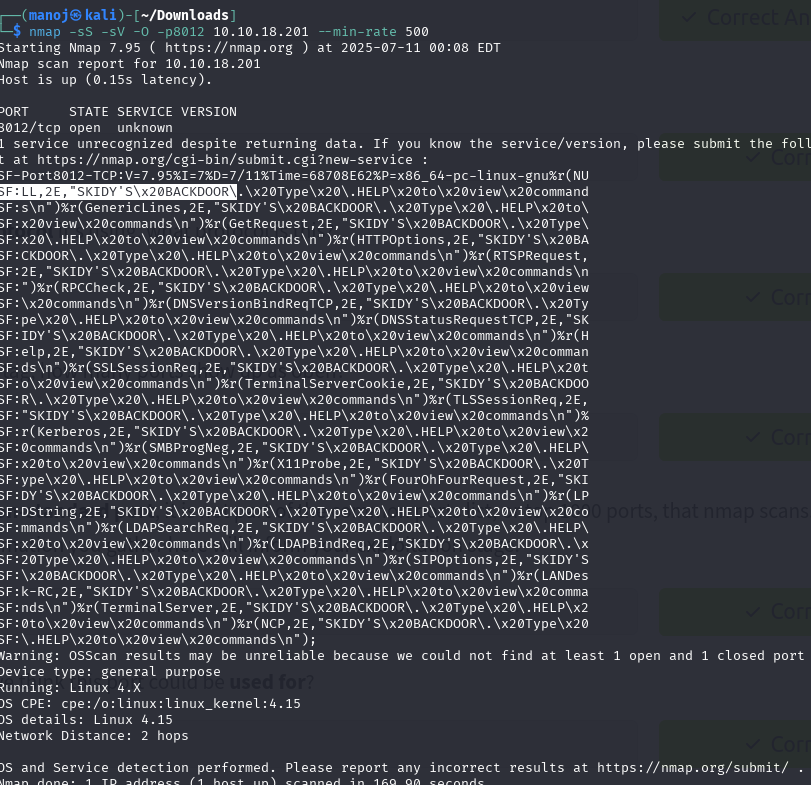 ┌──(manoj㉿kali)-[~/Downloads]
└─$ nmap -sS -sV -O -p8012 10.10.18.201 --min-rate 500
Starting Nmap 7.95 ( https://nmap.org ) at 2025-07-11 00:08 EDT
Nmap scan report for 10.10.18.201
Host is up (0.15s latency).

PORT     STATE SERVICE VERSION
8012/tcp open  unknown
1 service unrecognized despite returning data. If you know the service/version, please submit the foll
t at https://nmap.org/cgi-bin/submit.cgi?new-service :
SF-Port8012-TCP:V=7.95%I=7%D=7/11%Time=68708E62%P=x86_64-pc-linux-gnu%r(NU
SF:LL,2E,"SKIDY'S\x20BACKDOOR\.\x20Type\x20\.HELP\x20to\x20view\x20command
SF:s\n")%r(GenericLines,2E,"SKIDY'S\x20BACKDOOR\.\x20Type\x20\.HELP\x20to\
SF:x20view\x20commands\n")%r(GetRequest,2E,"SKIDY'S\x20BACKDOOR\.\x20Type\
SF:x20\.HELP\x20to\x20view\x20commands\n")%r(HTTPOptions,2E,"SKIDY'S\x20BA
SF:CKDOOR\.\x20Type\x20\.HELP\x20to\x20view\x20commands\n")%r(RTSPRequest,
SF:2E,"SKIDY'S\x20BACKDOOR\.\x20Type\x20\.HELP\x20to\x20view\x20commands\n
SF:")%r(RPCCheck,2E,"SKIDY'S\x20BACKDOOR\.\x20Type\x20\.HELP\x20to\x20view
SF:\x20commands\n")%r(DNSVersionBindReqTCP,2E,"SKIDY'S\x20BACKDOOR\.\x20Ty
SF:pe\x20\.HELP\x20to\x20view\x20commands\n")%r(DNSStatusRequestTCP,2E,"SK
SF:IDY'S\x20BACKDOOR\.\x20Type\x20\.HELP\x20to\x20view\x20commands\n")%r(H
SF:elp,2E,"SKIDY'S\x20BACKDOOR\.\x20Type\x20\.HELP\x20to\x20view\x20comman
SF:ds\n")%r(SSLSessionReq,2E,"SKIDY'S\x20BACKDOOR\.\x20Type\x20\.HELP\x20t
SF:o\x20view\x20commands\n")%r(TerminalServerCookie,2E,"SKIDY'S\x20BACKDOO
SF:R\.\x20Type\x20\.HELP\x20to\x20view\x20commands\n")%r(TLSSessionReq,2E,
SF:"SKIDY'S\x20BACKDOOR\.\x20Type\x20\.HELP\x20to\x20view\x20commands\n")%
SF:r(Kerberos,2E,"SKIDY'S\x20BACKDOOR\.\x20Type\x20\.HELP\x20to\x20view\x2
SF:0commands\n")%r(SMBProgNeg,2E,"SKIDY'S\x20BACKDOOR\.\x20Type\x20\.HELP\
SF:x20to\x20view\x20commands\n")%r(X11Probe,2E,"SKIDY'S\x20BACKDOOR\.\x20T
SF:ype\x20\.HELP\x20to\x20view\x20commands\n")%r(FourOhFourRequest,2E,"SKI
SF:DY'S\x20BACKDOOR\.\x20Type\x20\.HELP\x20to\x20view\x20commands\n")%r(LP
SF:DString,2E,"SKIDY'S\x20BACKDOOR\.\x20Type\x20\.HELP\x20to\x20view\x20co
SF:mmands\n")%r(LDAPSearchReq,2E,"SKIDY'S\x20BACKDOOR\.\x20Type\x20\.HELP\
SF:x20to\x20view\x20commands\n")%r(LDAPBindReq,2E,"SKIDY'S\x20BACKDOOR\.\x
SF:20Type\x20\.HELP\x20to\x20view\x20commands\n")%r(SIPOptions,2E,"SKIDY'S
SF:\x20BACKDOOR\.\x20Type\x20\.HELP\x20to\x20view\x20commands\n")%r(LANDes
SF:k-RC,2E,"SKIDY'S\x20BACKDOOR\.\x20Type\x20\.HELP\x20to\x20view\x20comma
SF:nds\n")%r(TerminalServer,2E,"SKIDY'S\x20BACKDOOR\.\x20Type\x20\.HELP\x2
SF:0to\x20view\x20commands\n")%r(NCP,2E,"SKIDY'S\x20BACKDOOR\.\x20Type\x20
SF:\.HELP\x20to\x20view\x20commands\n");
Warning: OSScan results may be unreliable because we could not find at least 1 open and 1 closed port
Device type: general purpose
Running: Linux 4.X
OS CPE: cpe:/o:linux:linux_kernel:4.15
OS details: Linux 4.15
Network Distance: 2 hops

OS and Service detection performed. Please report any incorrect results at https://nmap.org/submit/ .
Nmap done: 1 IP address (1 host up) scanned in 169.90 seconds
✓ Correct An
✓ Corr
✓ Corr
✓ Corr
ports, that nmap scans
✓ Corr
could be used for?
✓ Corr